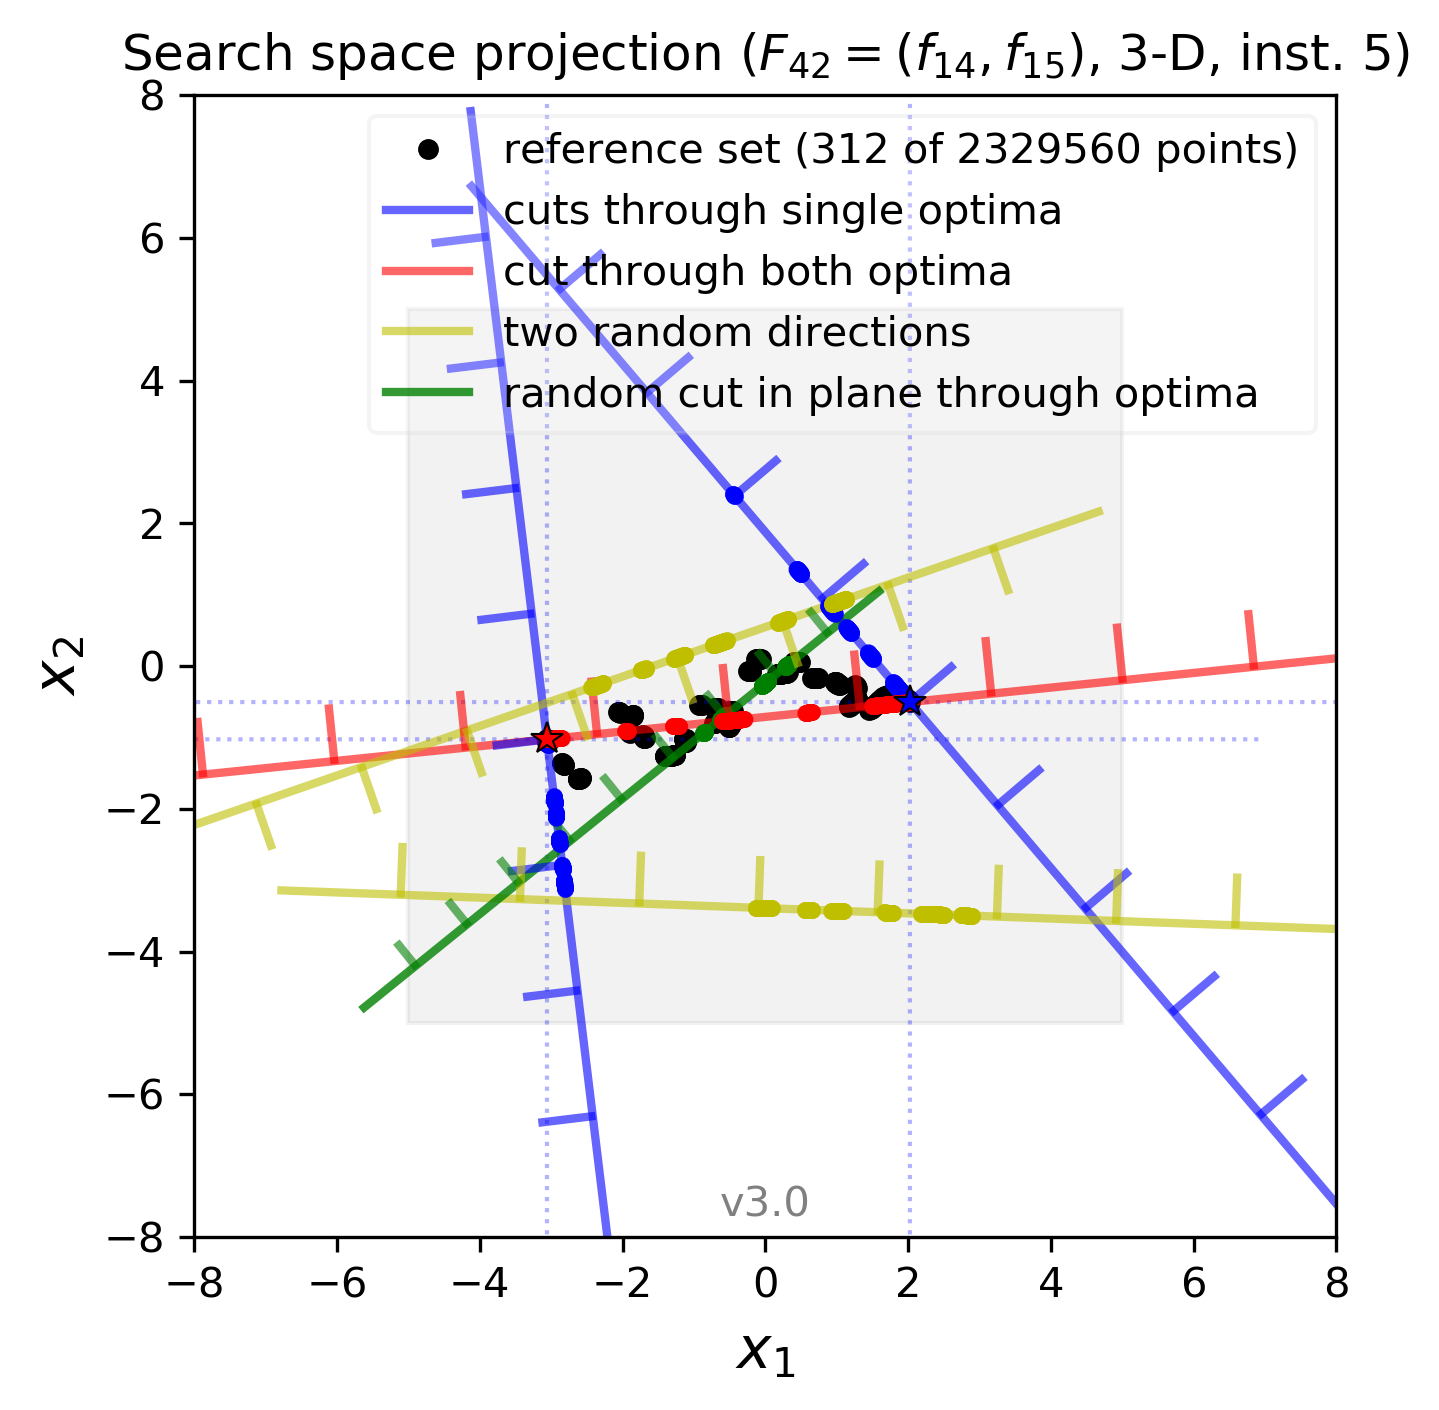 Search space projection (F42 = (f14, f15), 3-D, inst. 5)
8
reference set (312 of 2329560 points)
cuts through single optima
6
cut through both optima
two random directions
4
random cut in plane through optima
2
x2
0
−2
−4
−6
v3.0
−8
−8 −6 −4 −2 0 2 4 6 8
x1